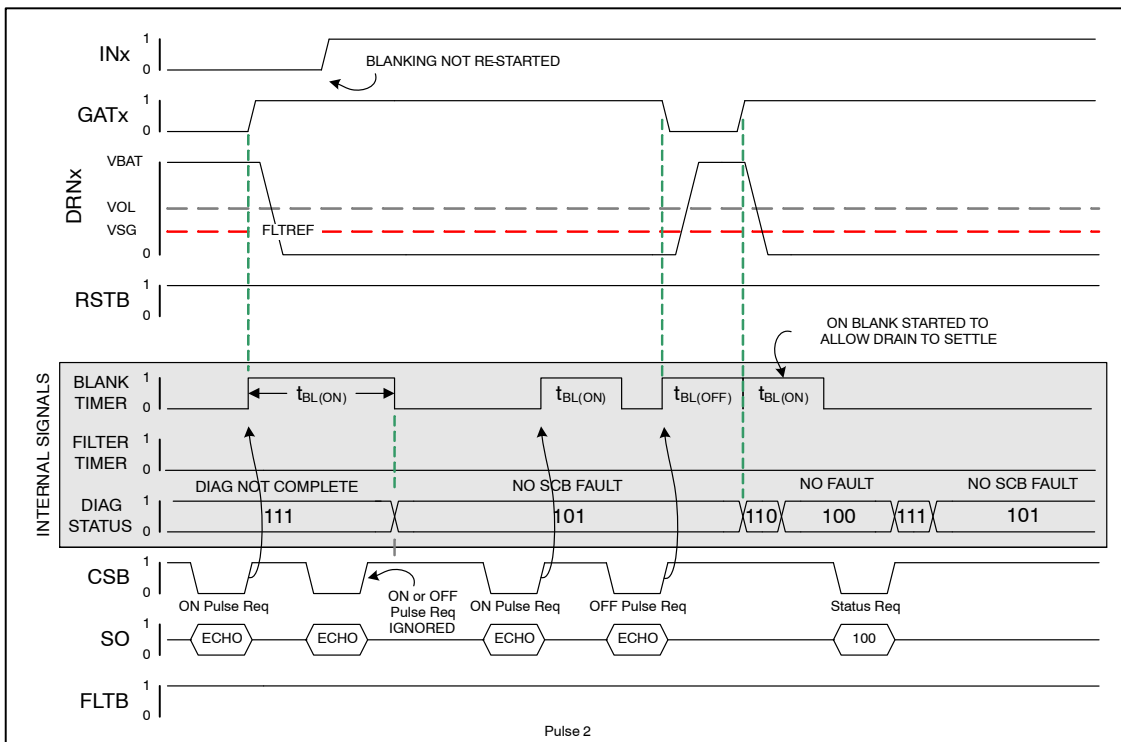 INx
1
0
BLANKING NOT RE-STARTED
GATx
1
0
DRNx
VBAT
VOL
VSG
FLTREF
RSTB
1
0
ON BLANK STARTED TO
ALLOW DRAIN TO SETTLE
INTERNAL SIGNALS
BLANK
TIMER
1
0
tBL(ON)
tBL(ON)
tBL(OFF)
tBL(ON)
FILTER
TIMER
1
0
DIAG NOT COMPLETE
NO SCB FAULT
NO FAULT
NO SCB FAULT
DIAG
STATUS
1
0
111
101
110
100
111
101
CSB
1
0
ON Pulse Req
ON or OFF
Pulse Req
IGNORED
ON Pulse Req
OFF Pulse Req
Status Req
SO
1
0
ECHO
ECHO
ECHO
ECHO
100
FLTB
1
0
Pulse 2